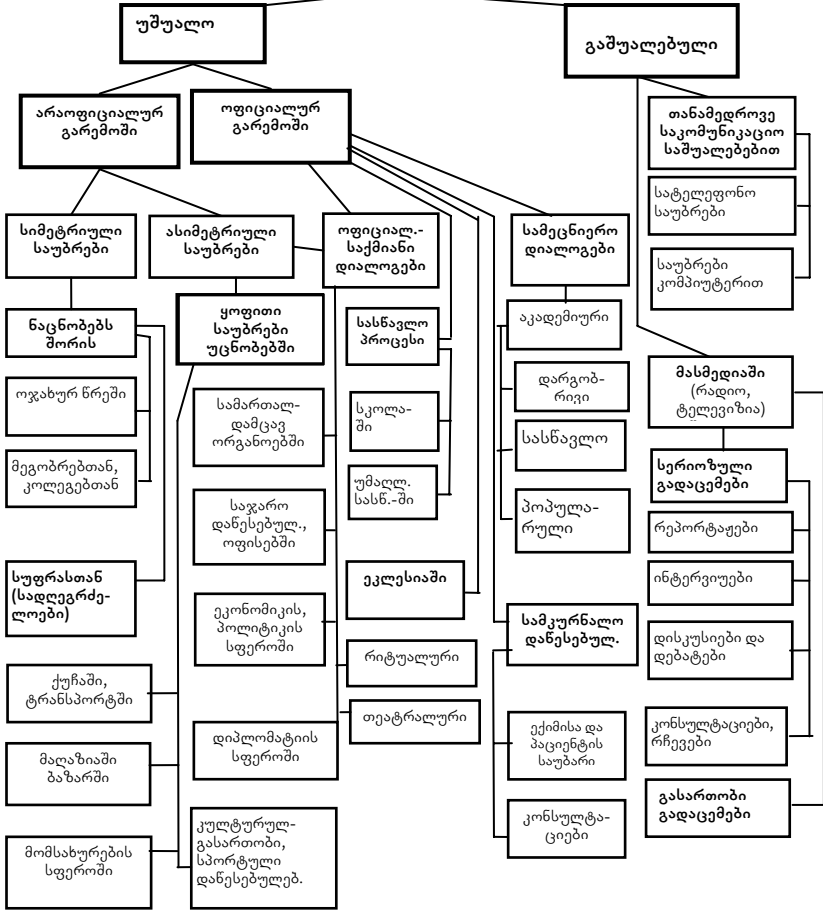 უშუალო
გაშუალებული
არაოფიციალურ
გარემოში
ოფიციალურ
გარემოში
თანამედროვე
საკომუნიკაციო
საშუალებებით
სატელეფონო
საუბრები
საუბრები
კომპიუტერით
სიმეტრიული
საუბრები
ასიმეტრიული
საუბრები
ოფიციალ.-
საქმიანი
დიალოგები
სამეცნიერო
დიალოგები
ნაცნობებს
შორის
ყოფითი
საუბრები
უცნობებში
სასწავლო
პროცესი
აკადემიური
ოჯახურ წრეში
მეგობრებთან,
კოლეგებთან
სამართალ-
დამცავ
ორგანოებში
სკოლა-
ში
უმაღლ.
სასწ.-ში
დარგობ-
რივი
სასწავლო
პოპულა-
რული
მასმედიაში
(რადიო,
ტელევიზია)
სერიოზული
გადაცემები
რეპორტაჟები
ინტერვიუები
დისკუსიები და
დებატები
კონსულტაციები,
რჩევები
გასართობი
გადაცემები
საჯარო
დაწესებულ.,
ოფისებში
სუფრასთან
(სადღეგრძე-
ლოები)
ეკონომიკის,
პოლიტიკის
სფეროში
ეკლესიაში
რიტუალური
თეატრალური
სამკურნალო
დაწესებულ.
ექიმისა და
პაციენტის
საუბარი
კონსულტა-
ციები
ქუჩაში,
ტრანსპორტში
მაღაზიაში
ბაზარში
მომსახურების
სფეროში
დიპლომატიის
სფეროში
კულტურულ-
გასართობი,
სპორტული
დაწესებულებ.